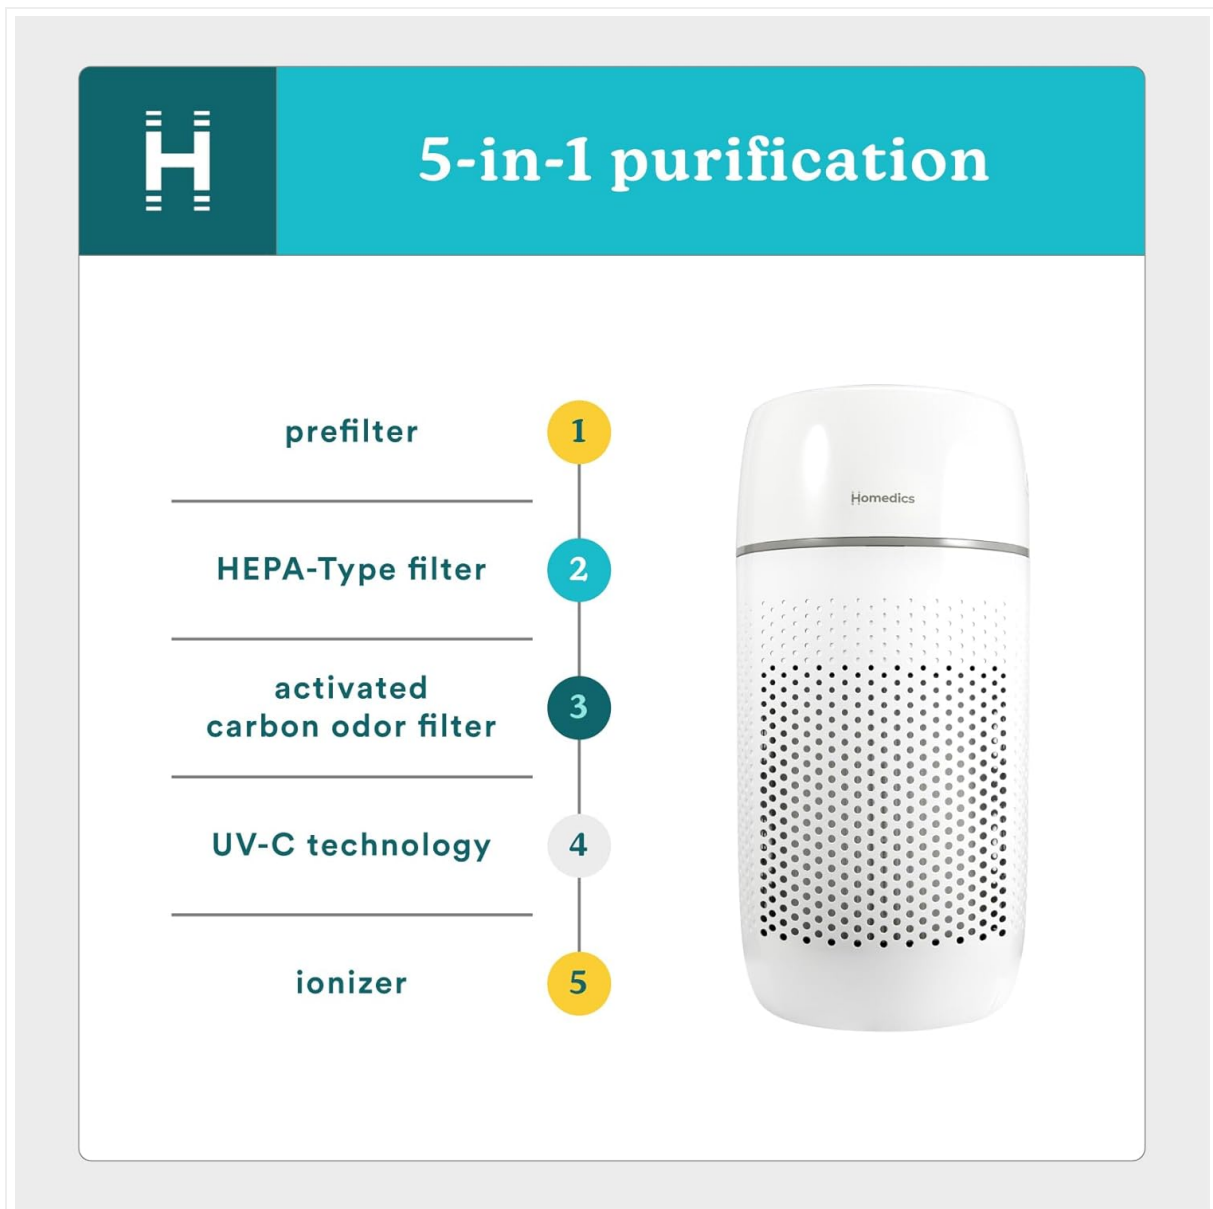 H
5-in-1 purification
prefilter
1
HEPA-Type filter
2
activated
carbon odor filter
3
UV-C technology
4
ionizer
5
Homedics